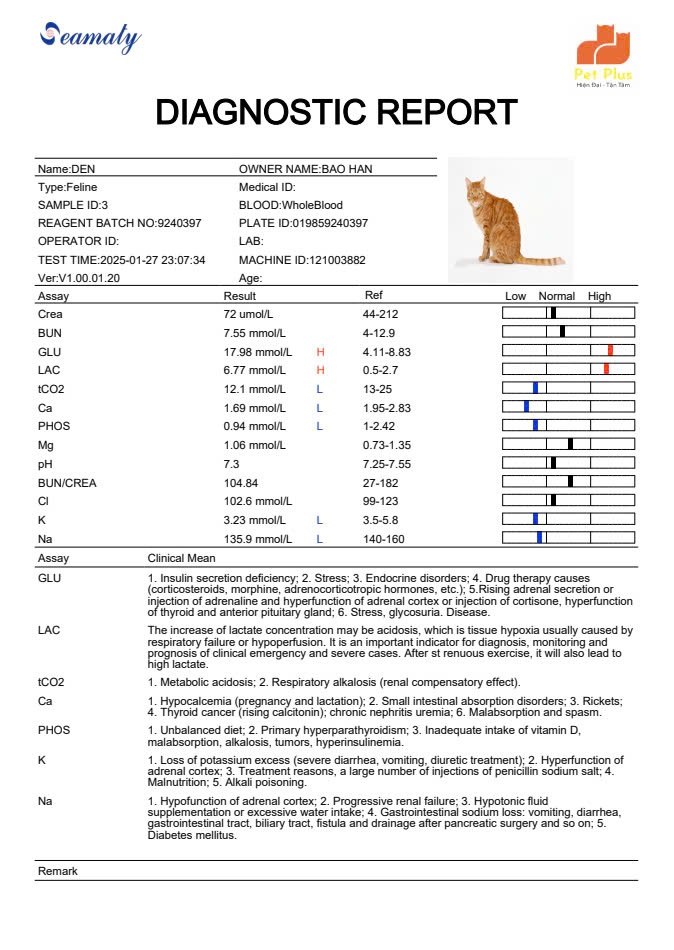 Seamaty
Pet Plus
Hiện Đại - Tận Tâm
DIAGNOSTIC REPORT
Name:DEN OWNER NAME:BAO HAN
Type:Feline Medical ID:
SAMPLE ID:3 BLOOD:WholeBlood
REAGENT BATCH NO:9240397 PLATE ID:019859240397
OPERATOR ID: LAB:
TEST TIME:2025-01-27 23:07:34 MACHINE ID:121003882
Ver:V1.00.01.20 Age:
Assay Result Ref Low Normal High
Crea 72 umol/L 44-212
BUN 7.55 mmol/L 4-12.9
GLU 17.98 mmol/L H 4.11-8.83
LAC 6.77 mmol/L H 0.5-2.7
tCO2 12.1 mmol/L L 13-25
Ca 1.69 mmol/L L 1.95-2.83
PHOS 0.94 mmol/L L 1-2.42
Mg 1.06 mmol/L 0.73-1.35
pH 7.3 7.25-7.55
BUN/CREA 104.84 27-182
Cl 102.6 mmol/L 99-123
K 3.23 mmol/L L 3.5-5.8
Na 135.9 mmol/L L 140-160
Assay Clinical Mean
GLU 1. Insulin secretion deficiency; 2. Stress; 3. Endocrine disorders; 4. Drug therapy causes
(corticosteroids, morphine, adrenocorticotropic hormones, etc.); 5.Rising adrenal secretion or
injection of adrenaline and hyperfunction of adrenal cortex or injection of cortisone, hyperfunction
of thyroid and anterior pituitary gland; 6. Stress, glycosuria. Disease.
LAC The increase of lactate concentration may be acidosis, which is tissue hypoxia usually caused by
respiratory failure or hypoperfusion. It is an important indicator for diagnosis, monitoring and
prognosis of clinical emergency and severe cases. After st renuous exercise, it will also lead to
high lactate.
tCO2 1. Metabolic acidosis; 2. Respiratory alkalosis (renal compensatory effect).
Ca 1. Hypocalcemia (pregnancy and lactation); 2. Small intestinal absorption disorders; 3. Rickets;
4. Thyroid cancer (rising calcitonin); chronic nephritis uremia; 6. Malabsorption and spasm.
PHOS 1. Unbalanced diet; 2. Primary hyperparathyroidism; 3. Inadequate intake of vitamin D,
malabsorption, alkalosis, tumors, hyperinsulinemia.
K 1. Loss of potassium excess (severe diarrhea, vomiting, diuretic treatment); 2. Hyperfunction of
adrenal cortex; 3. Treatment reasons, a large number of injections of penicillin sodium salt; 4.
Malnutrition; 5. Alkali poisoning.
Na 1. Hypofunction of adrenal cortex; 2. Progressive renal failure; 3. Hypotonic fluid
supplementation or excessive water intake; 4. Gastrointestinal sodium loss: vomiting, diarrhea,
gastrointestinal tract, biliary tract, fistula and drainage after pancreatic surgery and so on; 5.
Diabetes mellitus.
Remark